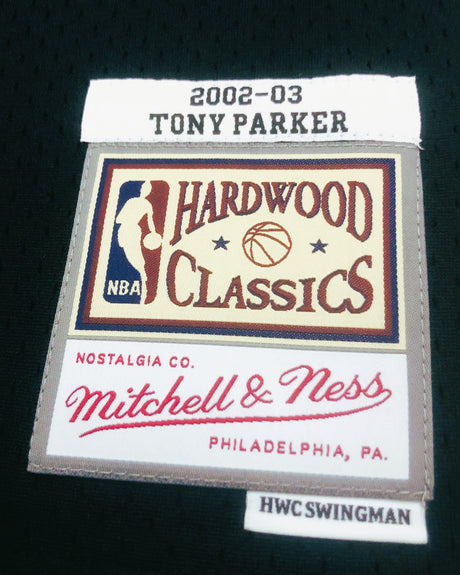 2002-03
TONY PARKER
HARDWOOD
NBA
CLASSICS
NOSTALGIA CO.
Mitchell & Ness
PHILADELPHIA, PA.
HWC SWINGMAN